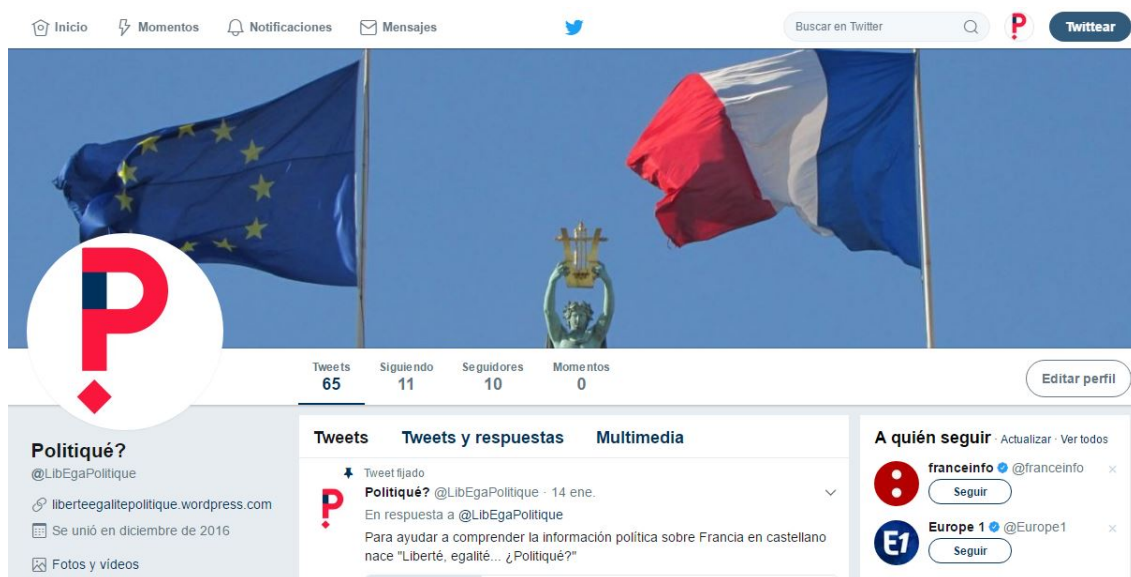 Inicio Momentos Notificaciones Mensajes Buscar en Twitter Twittear
Tweets Siguiendo Seguidores Momentos
65 11 10 0
Editar perfil
Politiqué?
@LibEgaPolitique
liberteegalitepolitique.wordpress.com
Se unió en diciembre de 2016
Fotos y vídeos
Tweets Tweets y respuestas Multimedia
Tweet fijado
Politiqué? @LibEgaPolitique · 14 ene.
En respuesta a @LibEgaPolitique
Para ayudar a comprender la información política sobre Francia en castellano
nace "Liberté, egalité... ¿Politiqué?"
A quién seguir · Actualizar · Ver todos
franceinfo @franceinfo
Seguir
Europe 1 @Europe1
Seguir
E1